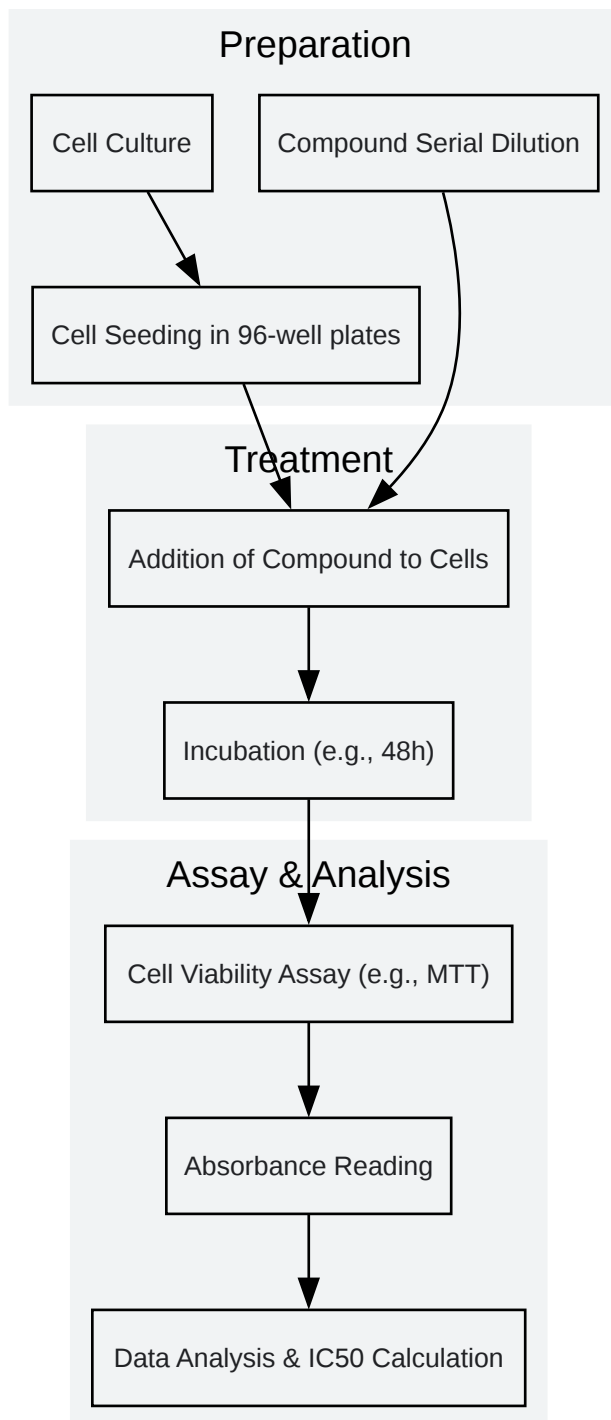 Preparation
Cell Culture
Compound Serial Dilution
Cell Seeding in 96-well plates
Treatment
Addition of Compound to Cells
Incubation (e.g., 48h)
Assay & Analysis
Cell Viability Assay (e.g., MTT)
Absorbance Reading
Data Analysis & IC50 Calculation